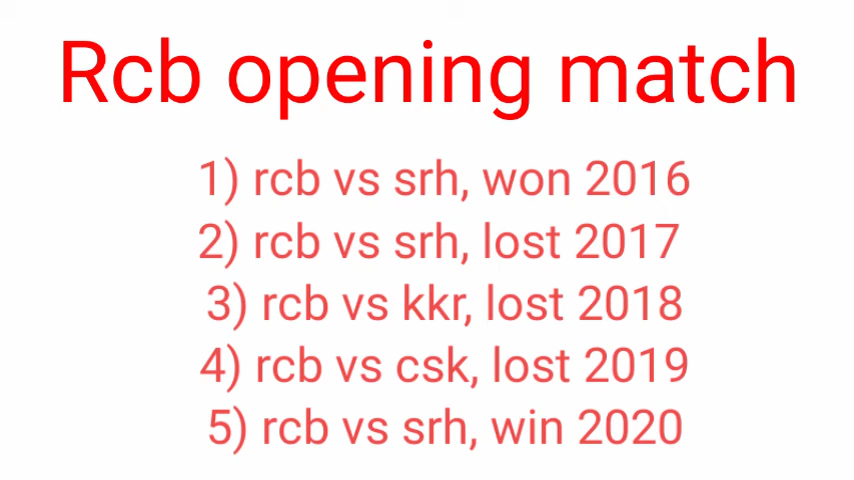 Rcb opening match
1) rcb vs srh, won 2016
2) rcb vs srh, lost 2017
3) rcb vs kkr, lost 2018
4) rcb vs csk, lost 2019
5) rcb vs srh, win 2020